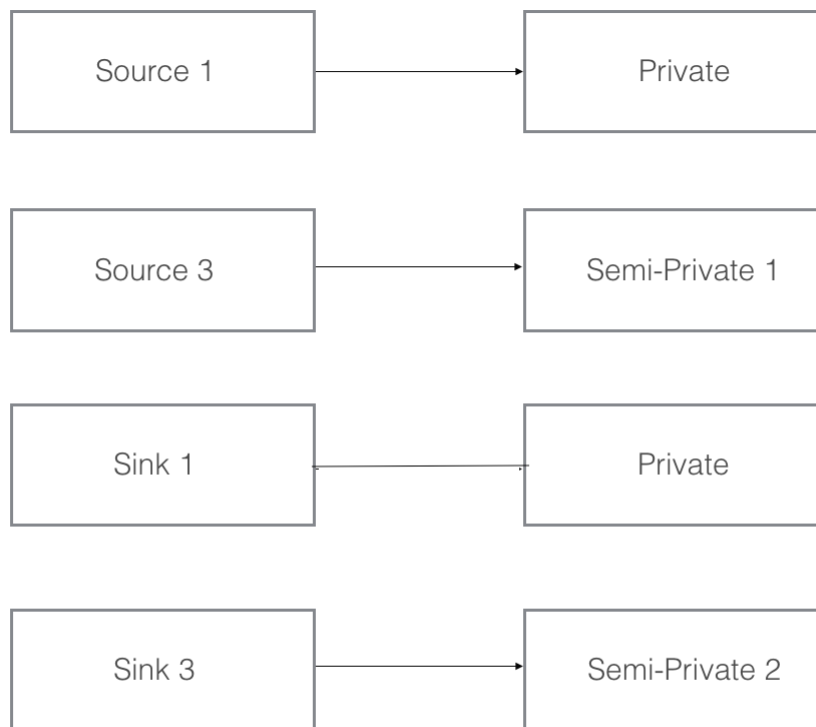 Source 1
Private
Source 3
Semi-Private 1
Sink 1
Private
Sink 3
Semi-Private 2